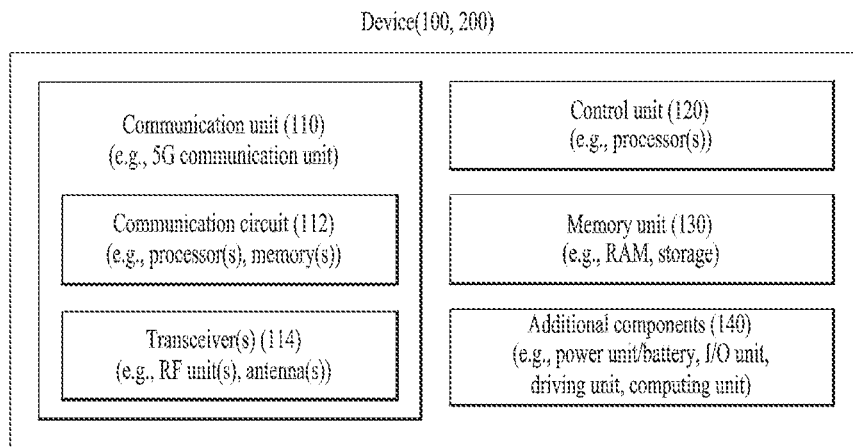 Device(100, 200)
Communication unit (110)
(e.g., 5G communication unit)
Communication circuit (112)
(e.g., processor(s), memory(s))
Transceiver(s) (114)
(e.g., RF unit(s), antenna(s))
Control unit (120)
(e.g., processor(s))
Memory unit (130)
(e.g., RAM, storage)
Additional components (140)
(e.g., power unit/battery, I/O unit,
driving unit, computing unit)